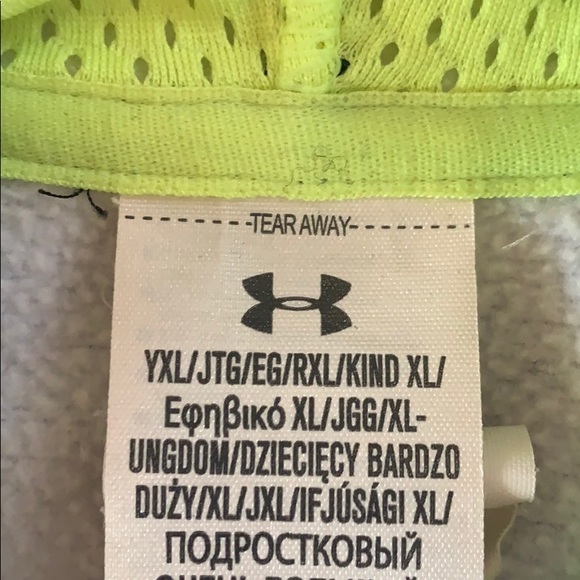 TEAR AWAY
YXL/JTG/EG/RXL/KIND XL/
Εφηβικό XL/JGG/XL-
UNGDOM/DZIECIĘCY BARDZO
DUŻY/XL/JXL/IFJÚSÁGI XL/
ПОДРОСТКОВЫЙ